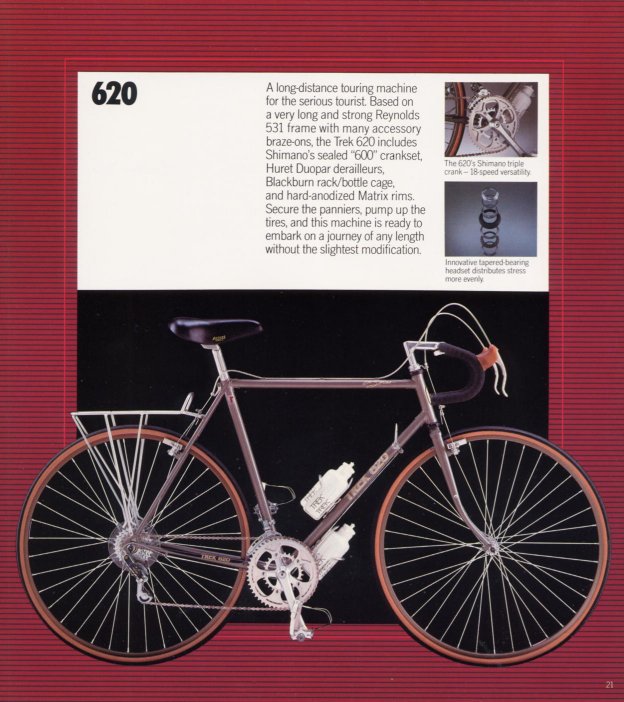 620
A long-distance touring machine
for the serious tourist. Based on
a very long and strong Reynolds
531 frame with many accessory
braze-ons, the Trek 620 includes
Shimano's sealed "600" crankset,
Huret Duopar derailleurs,
Blackburn rack/bottle cage,
and hard-anodized Matrix rims.
Secure the panniers, pump up the
tires, and this machine is ready to
embark on a journey of any length
without the slightest modification.
The 620's Shimano triple
crank – 18-speed versatility.
Innovative tapered-bearing
headset distributes stress
more evenly.
TREK
TREK 620
TREK 620
21